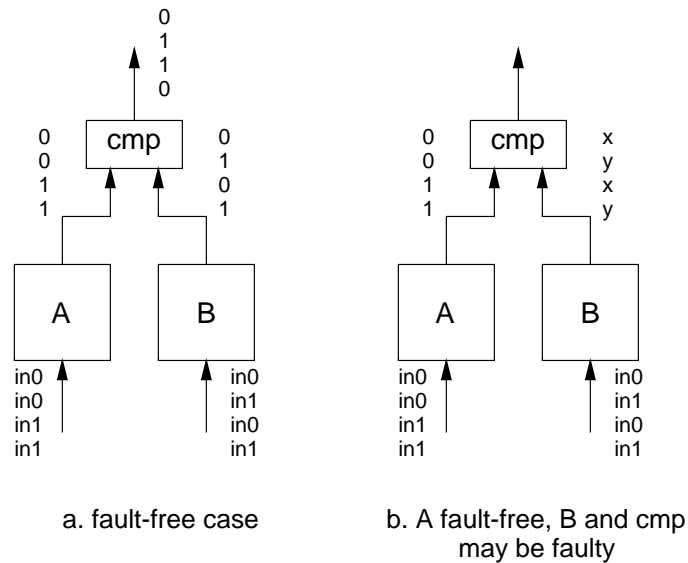 0
1
1
0
cmp
0
0
1
1
0
1
0
1
A
B
in0
in0
in1
in1
in0
in1
in0
in1
a. fault-free case
cmp
0
0
1
1
x
y
x
y
A
B
in0
in0
in1
in1
in0
in1
in0
in1
b. A fault-free, B and cmp
may be faulty